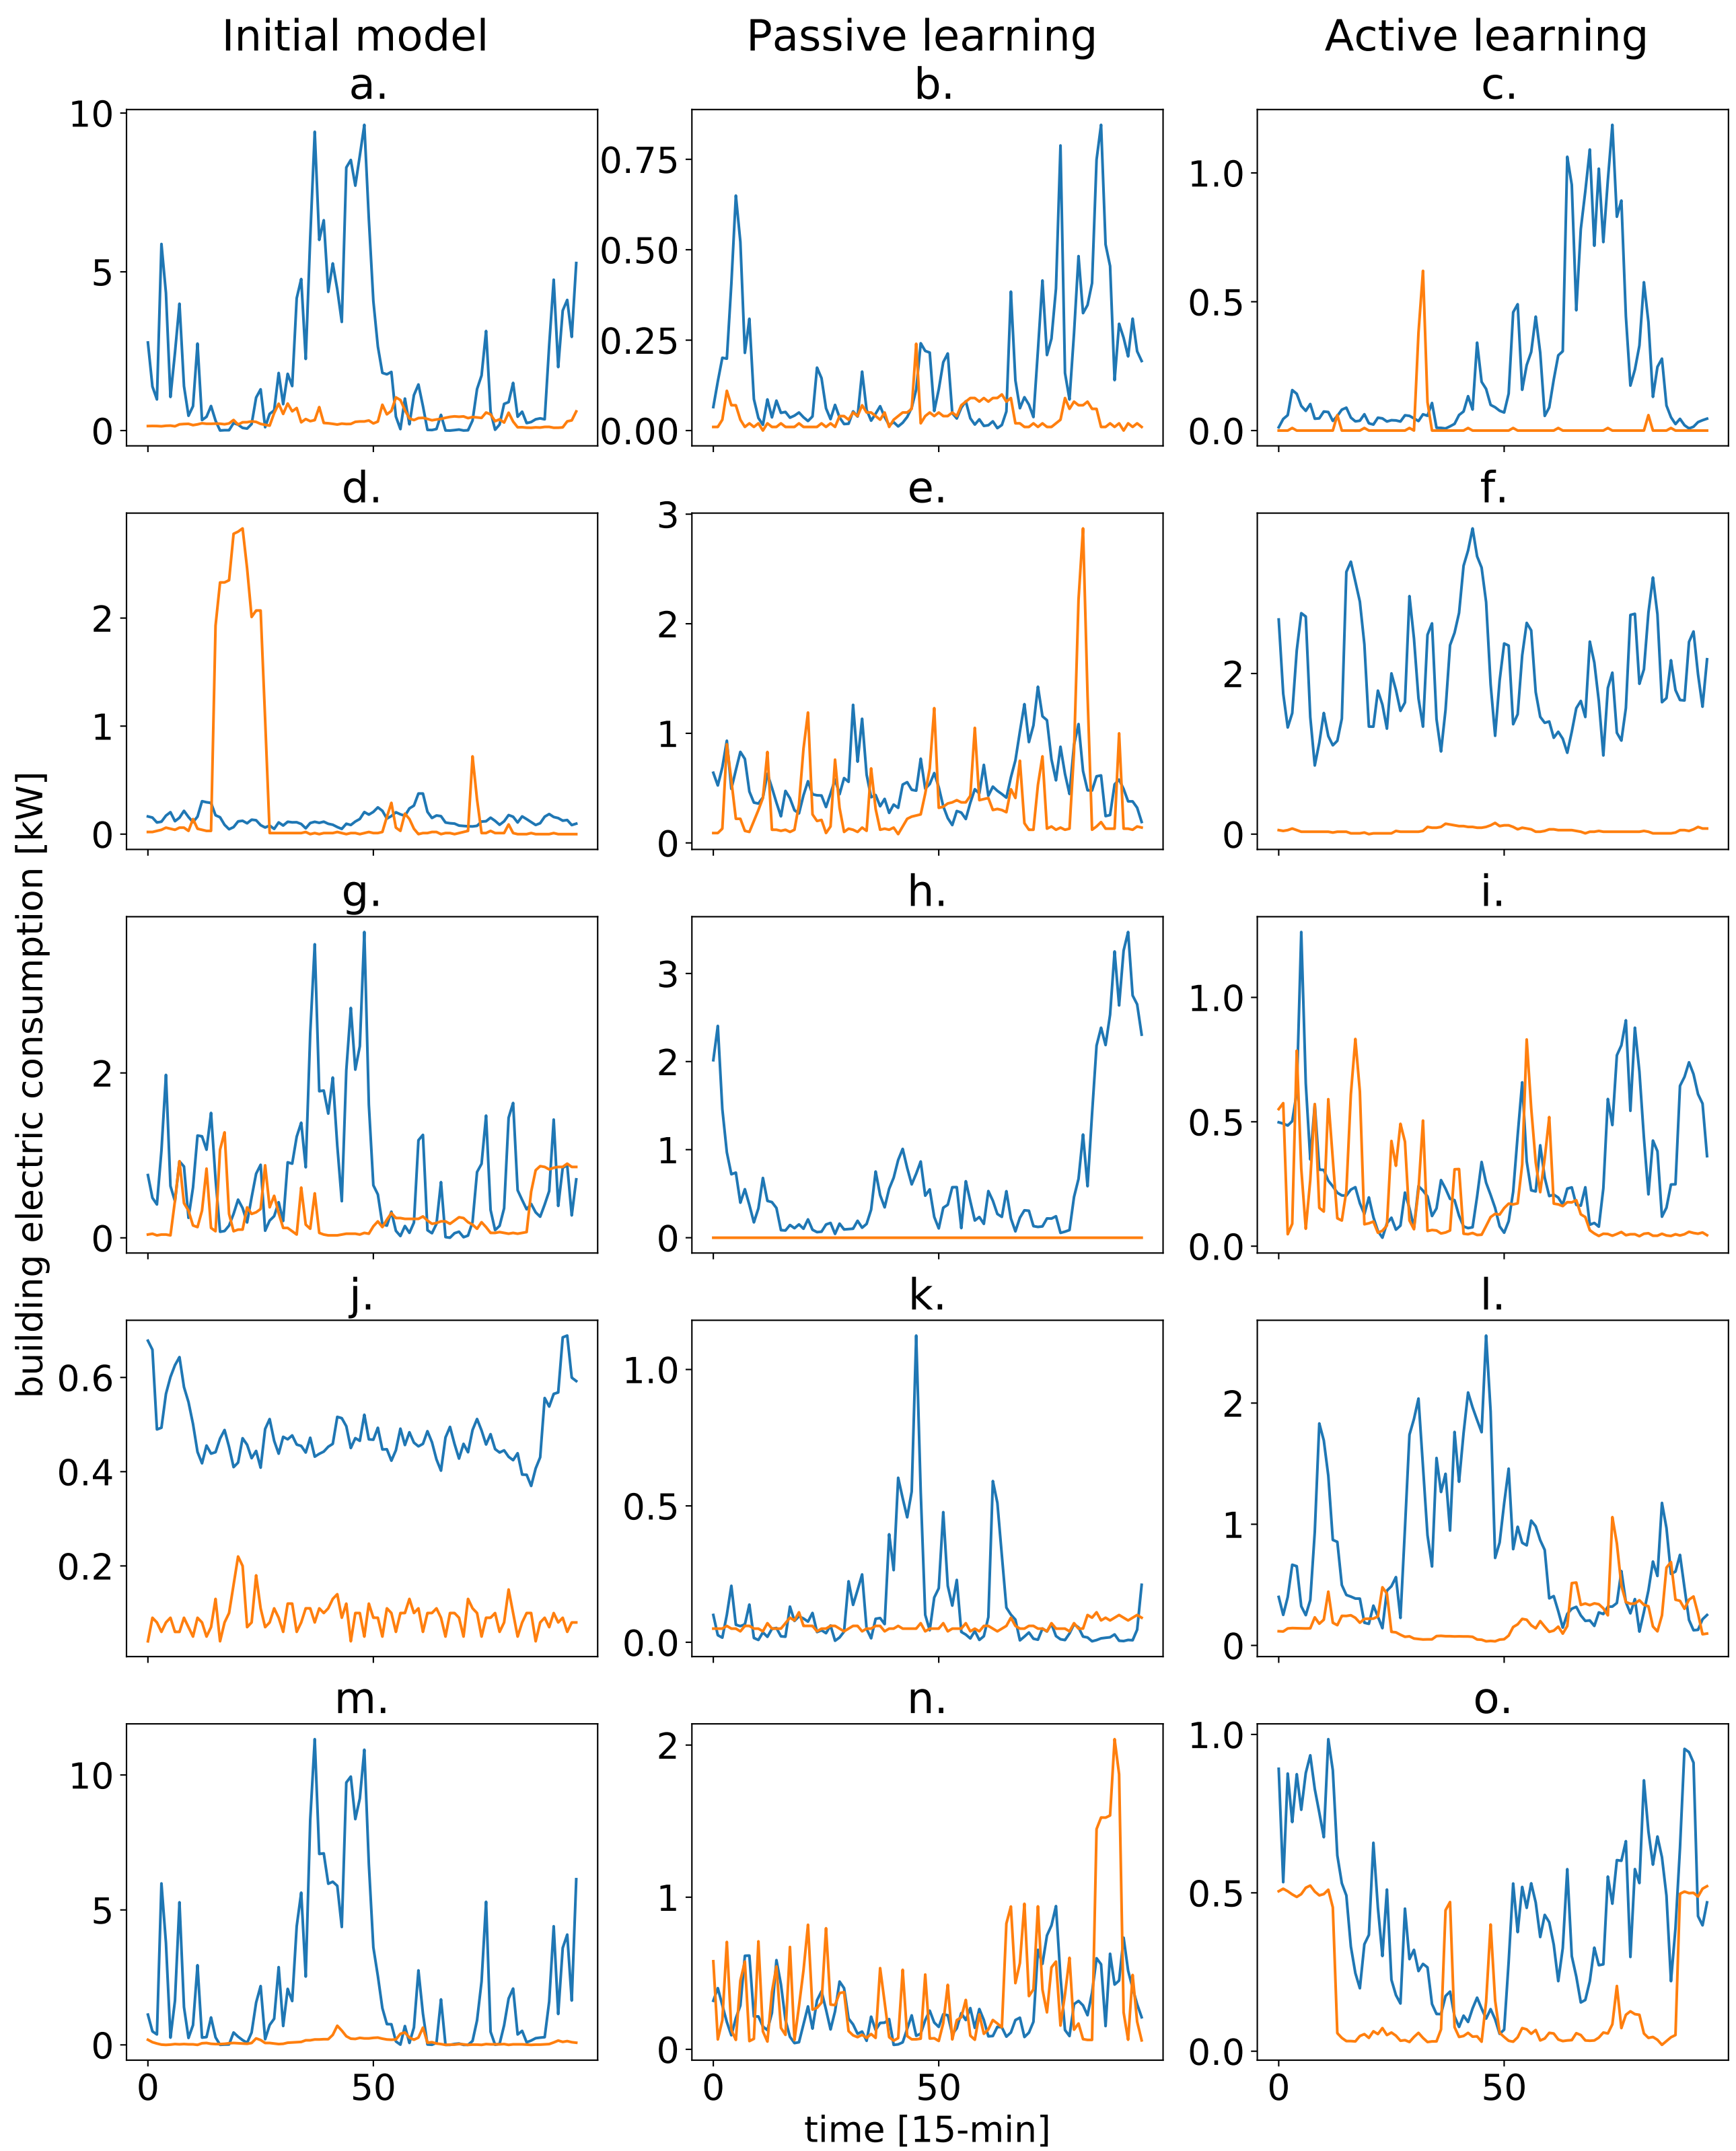 Initial model
Passive learning
Active learning
a.
b.
c.
10
5
0
0.75
0.50
0.25
0.00
1.0
0.5
0.0
d.
e.
f.
2
1
0
3
2
1
0
2
0
g.
h.
i.
2
0
3
2
1
0
1.0
0.5
0.0
j.
k.
l.
0.6
0.4
0.2
1.0
0.5
0.0
2
1
0
m.
n.
o.
10
5
0
2
1
0
1.0
0.5
0.0
0
50
0
50
0
50
time [15-min]
building electric consumption [kW]